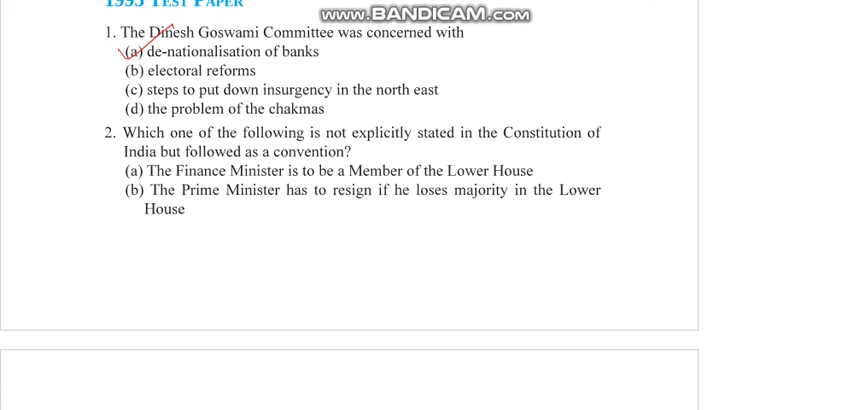 1995 TEST PAPER
www.BANDICAM.com
1. The Dinesh Goswami Committee was concerned with
(a) de-nationalisation of banks
(b) electoral reforms
(c) steps to put down insurgency in the north east
(d) the problem of the chakmas
2. Which one of the following is not explicitly stated in the Constitution of
India but followed as a convention?
(a) The Finance Minister is to be a Member of the Lower House
(b) The Prime Minister has to resign if he loses majority in the Lower
House